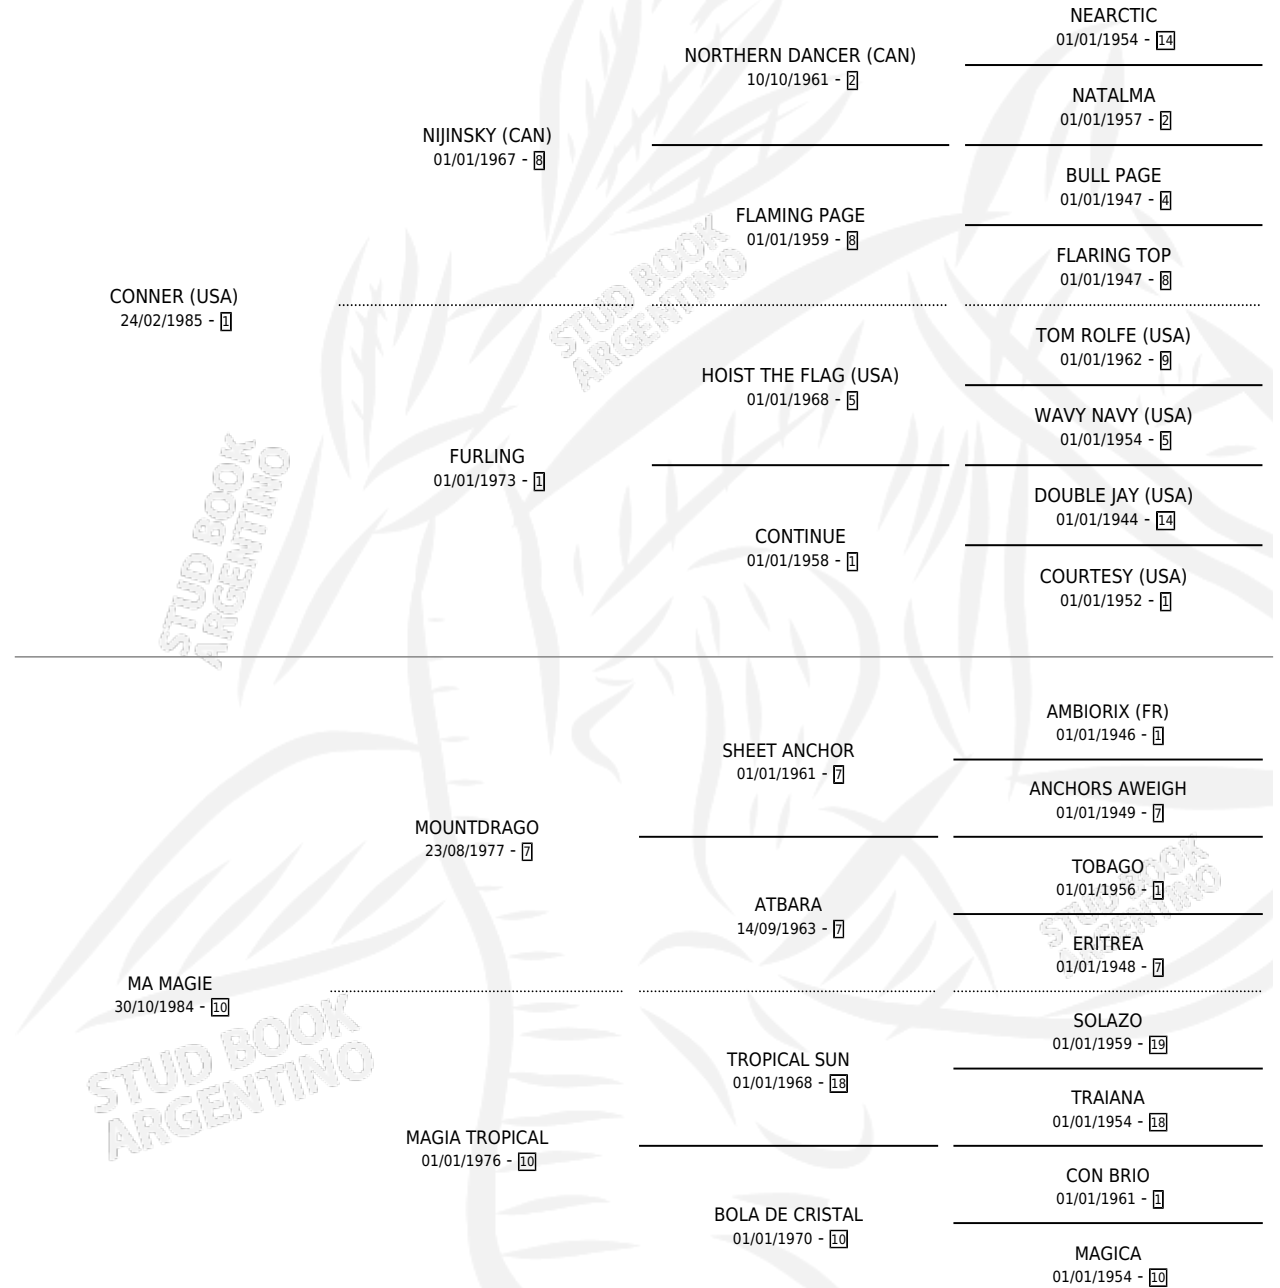 NEARCTIC
01/01/1954 - 14
NORTHERN DANCER (CAN)
10/10/1961 - 2
NATALMA
01/01/1957 - 2
NIJINSKY (CAN)
01/01/1967 - 8
BULL PAGE
01/01/1947 - 4
FLAMING PAGE
01/01/1959 - 8
FLARING TOP
01/01/1947 - 8
CONNER (USA)
24/02/1985 - 1
TOM ROLFE (USA)
01/01/1962 - 9
HOIST THE FLAG (USA)
01/01/1968 - 5
WAVY NAVY (USA)
01/01/1954 - 5
FURLING
01/01/1973 - 1
DOUBLE JAY (USA)
01/01/1944 - 14
CONTINUE
01/01/1958 - 1
COURTESY (USA)
01/01/1952 - 1
AMBIORIX (FR)
01/01/1946 - 1
SHEET ANCHOR
01/01/1961 - 7
ANCHORS AWEIGH
01/01/1949 - 7
MOUNTDRAGO
23/08/1977 - 7
TOBAGO
01/01/1956 - 1
ATBARA
14/09/1963 - 7
ERITREA
01/01/1948 - 7
MA MAGIE
30/10/1984 - 10
SOLAZO
01/01/1959 - 19
TROPICAL SUN
01/01/1968 - 18
TRAIANA
01/01/1954 - 18
MAGIA TROPICAL
01/01/1976 - 10
CON BRIO
01/01/1961 - 1
BOLA DE CRISTAL
01/01/1970 - 10
MAGICA
01/01/1954 - 10
STUD BOOK
ARGENTINO
STUD BOOK
ARGENTINO
STUD BOOK
ARGENTINO
STUD BOOK
ARGENTINO